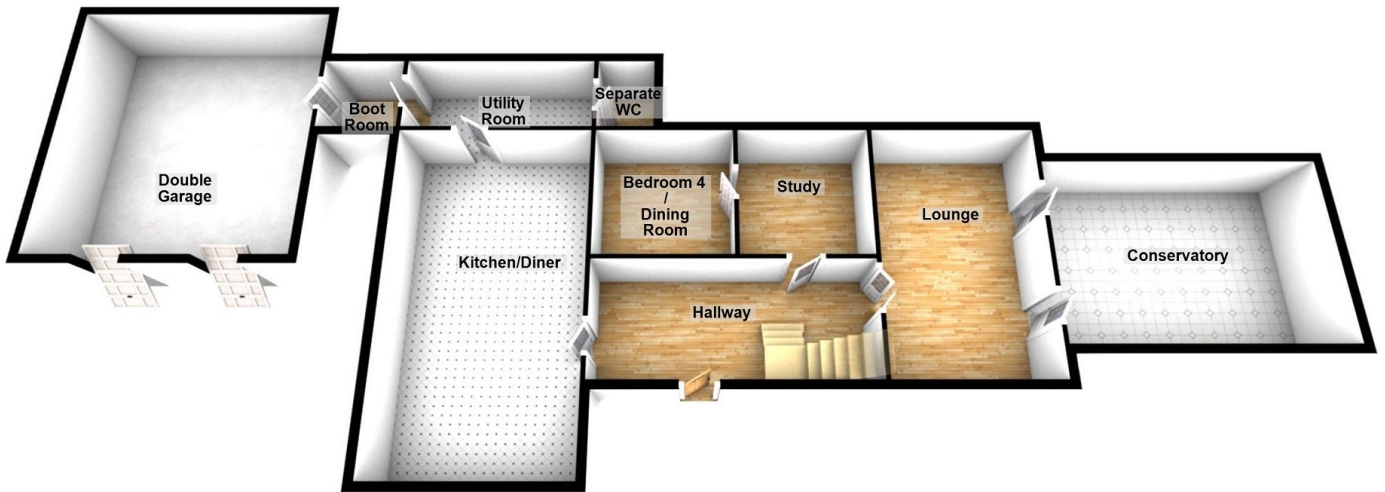 Double
Garage
Boot
Room
Utility
Room
Separate
WC
Kitchen/Diner
Bedroom 4
/
Dining
Room
Study
Hallway
Lounge
Conservatory